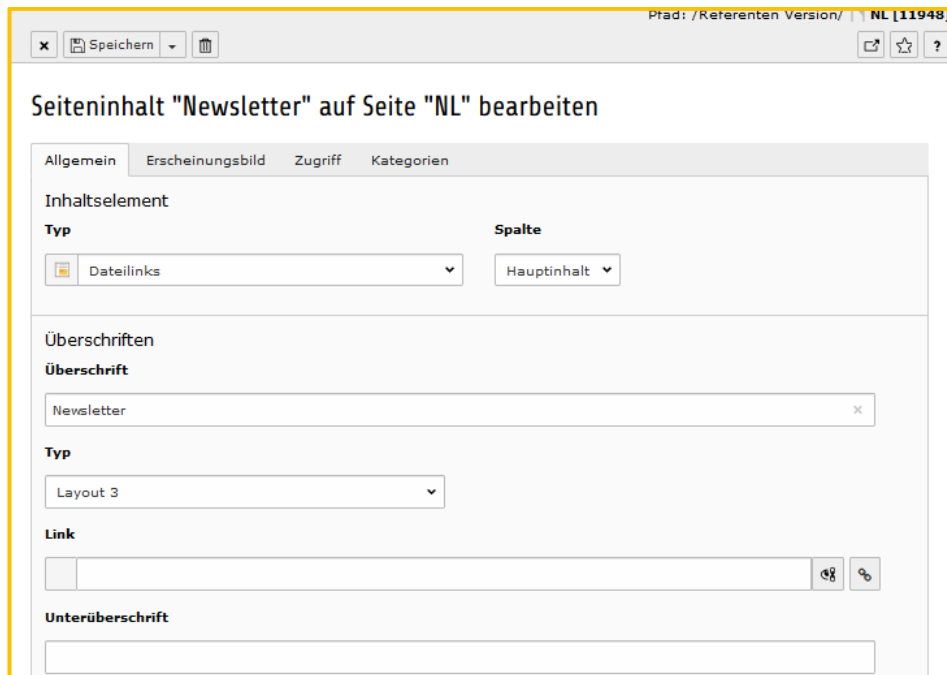 Pfad: /Referenten Version/ NL [11948]
Speichern ?
Seiteninhalt "Newsletter" auf Seite "NL" bearbeiten
Allgemein Erscheinungsbild Zugriff Kategorien
Inhaltselement
Typ Spalte
Dateilinks Hauptinhalt
Überschriften
Überschrift
Newsletter
Typ
Layout 3
Link
Unterüberschrift